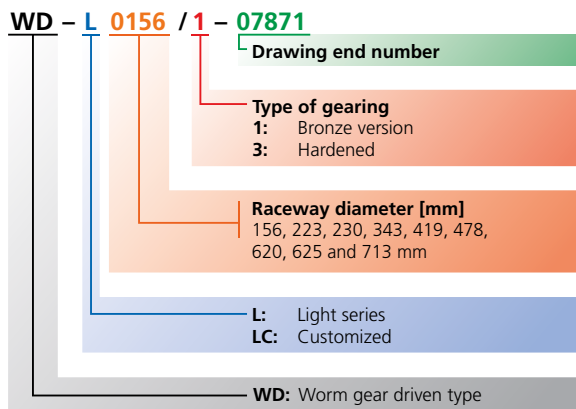 WD – L 0156 / 1 – 07871
Drawing end number
Type of gearing
1: Bronze version
3: Hardened
Raceway diameter [mm]
156, 223, 230, 343, 419, 478,
620, 625 and 713 mm
L: Light series
LC: Customized
WD: Worm gear driven type